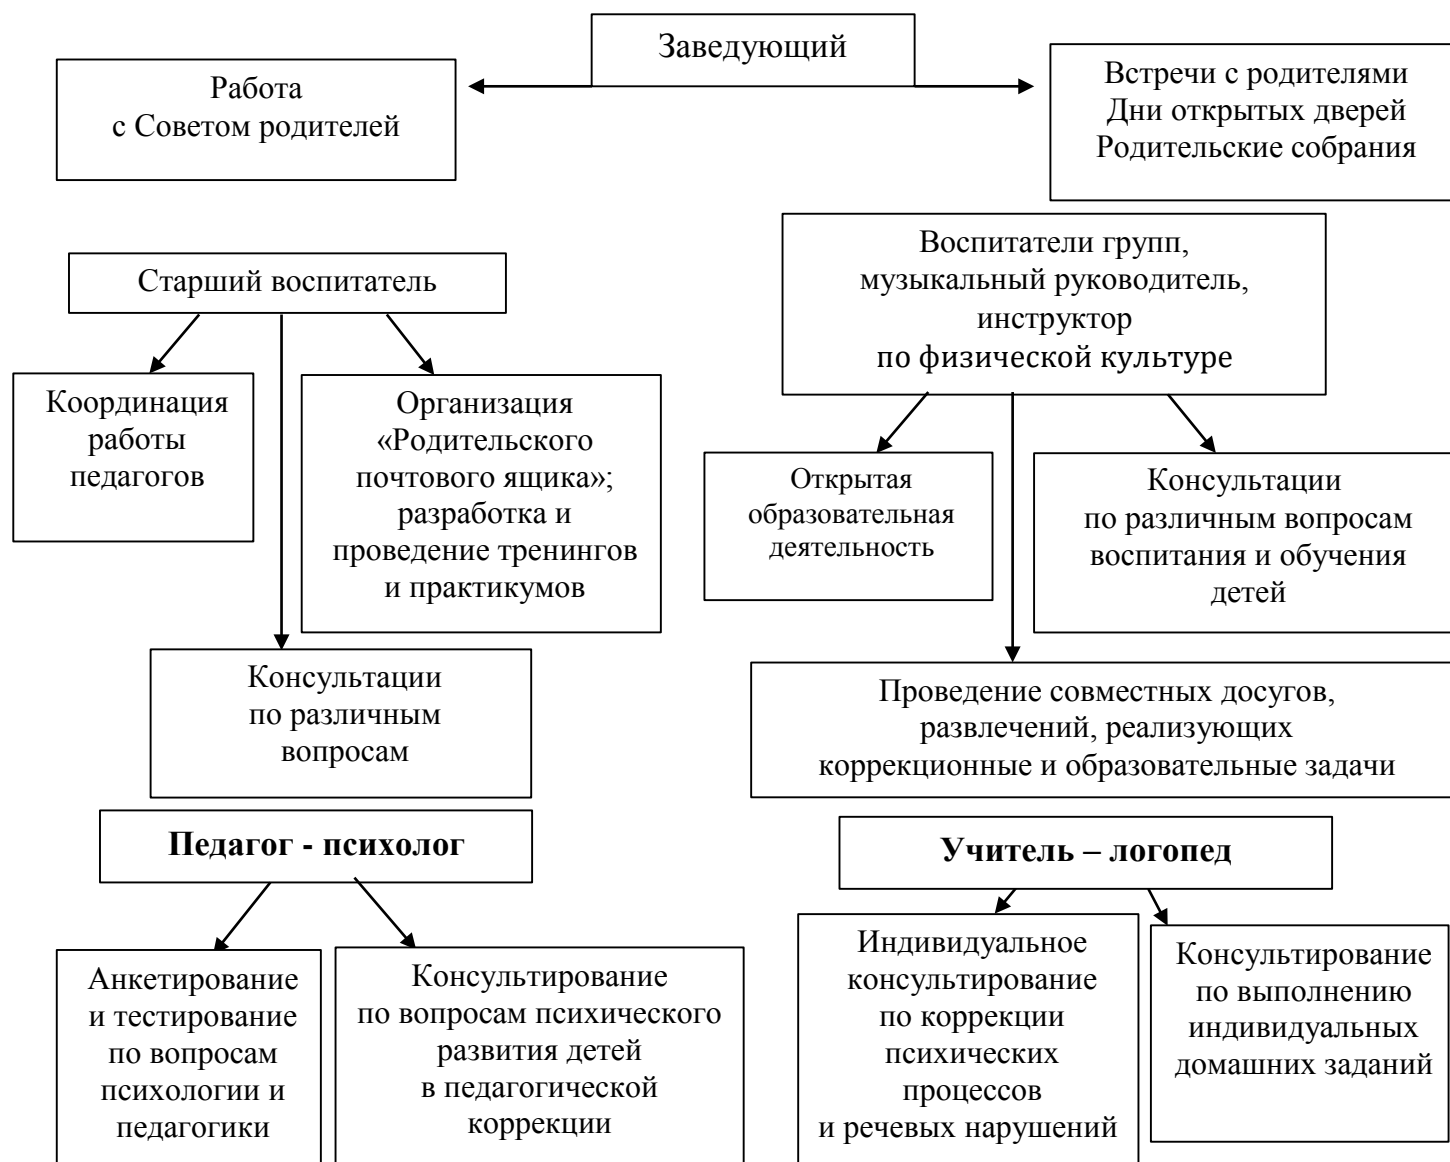 Заведующий
Работа
с Советом родителей
Встречи с родителями
Дни открытых дверей
Родительские собрания
Старший воспитатель
Координация
работы
педагогов
Организация
«Родительского
почтового ящика»;
разработка и
проведение тренингов
и практикумов
Консультации
по различным
вопросам
Воспитатели групп,
музыкальный руководитель,
инструктор
по физической культуре
Открытая
образовательная
деятельность
Консультации
по различным вопросам
воспитания и обучения
детей
Проведение совместных досугов,
развлечений, реализующих
коррекционные и образовательные задачи
Педагог - психолог
Анкетирование
и тестирование
по вопросам
психологии и
педагогики
Консультирование
по вопросам психического
развития детей
в педагогической
коррекции
Учитель – логопед
Индивидуальное
консультирование
по коррекции
психических
процессов
и речевых нарушений
Консультирование
по выполнению
индивидуальных
домашних заданий